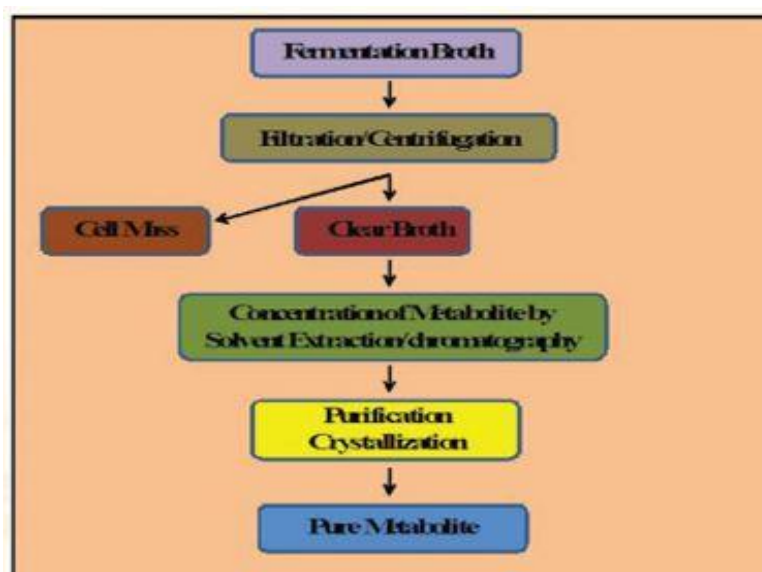 Fermentation Broth
Filtration/Centrifugation
Cell Mass
Clear Broth
Concentration of Metabolite by
Solvent Extraction/chromatography
Purification
Crystallization
Pure Metabolite